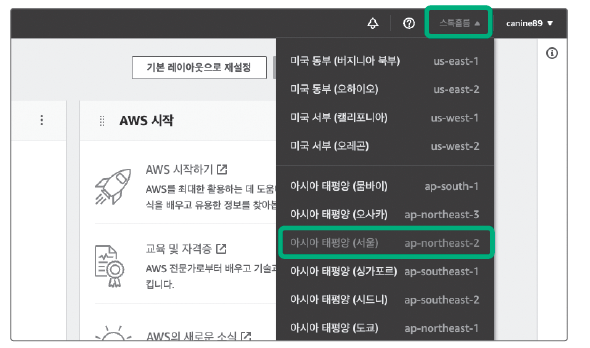 스톡홀름 ▲
canine89 ▼
기본 레이아웃으로 재설정
AWS 시작
AWS 시작하기
AWS를 최대한 활용하는 데 도움
식을 배우고 유용한 정보를 찾아
교육 및 자격증
AWS 전문가로부터 배우고 기술과
킵니다.
AWS의 새로운 소식
미국 동부 (버지니아 북부) us-east-1
미국 동부 (오하이오) us-east-2
미국 서부 (캘리포니아) us-west-1
미국 서부 (오레곤) us-west-2
아시아 태평양 (뭄바이) ap-south-1
아시아 태평양 (오사카) ap-northeast-3
아시아 태평양 (서울) ap-northeast-2
아시아 태평양 (싱가포르) ap-southeast-1
아시아 태평양 (시드니) ap-southeast-2
아시아 태평양 (도쿄) ap-northeast-1